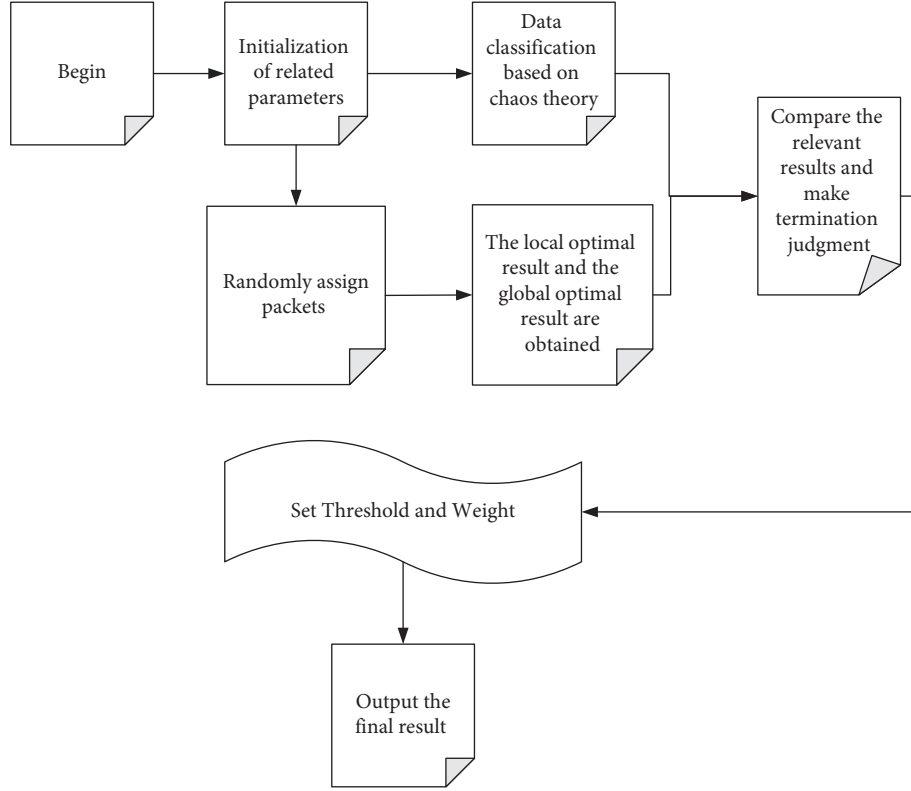 Begin
Initialization
of related
parameters
Data
classification
based on
chaos theory
Compare the
relevant
results and
make
termination
judgment
Randomly assign
packets
The local optimal
result and the
global optimal
result are
obtained
Set Threshold and Weight
Output the
final result